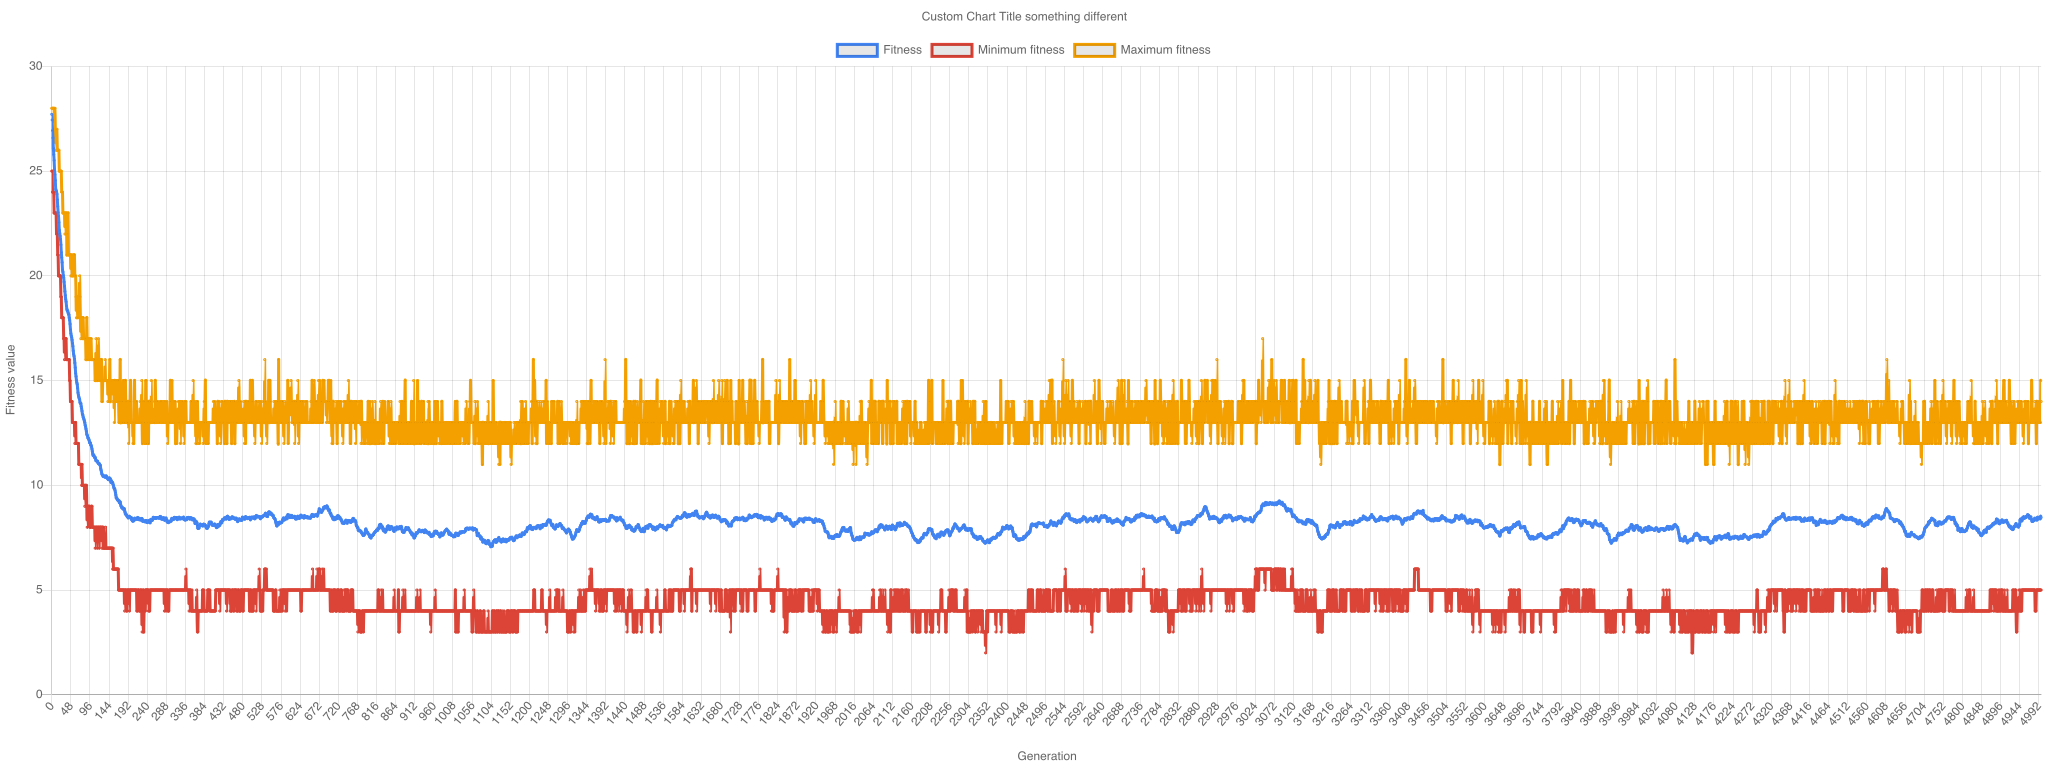 Custom Chart Title something different
Fitness Minimum fitness Maximum fitness
30
25
20
15
10
5
0
Fitness value
0 48 96 144 192 240 288 336 384 432 480 528 576 624 672 720 768 816 864 912 960 1008 1056 1104 1152 1200 1248 1296 1344 1392 1440 1488 1536 1584 1632 1680 1728 1776 1824 1872 1920 1968 2016 2064 2112 2160 2208 2256 2304 2352 2400 2448 2496 2544 2592 2640 2688 2736 2784 2832 2880 2928 2976 3024 3072 3120 3168 3216 3264 3312 3360 3408 3456 3504 3552 3600 3648 3696 3744 3792 3840 3888 3936 3984 4032 4080 4128 4176 4224 4272 4320 4368 4416 4464 4512 4560 4608 4656 4704 4752 4800 4848 4896 4944 4992
Generation